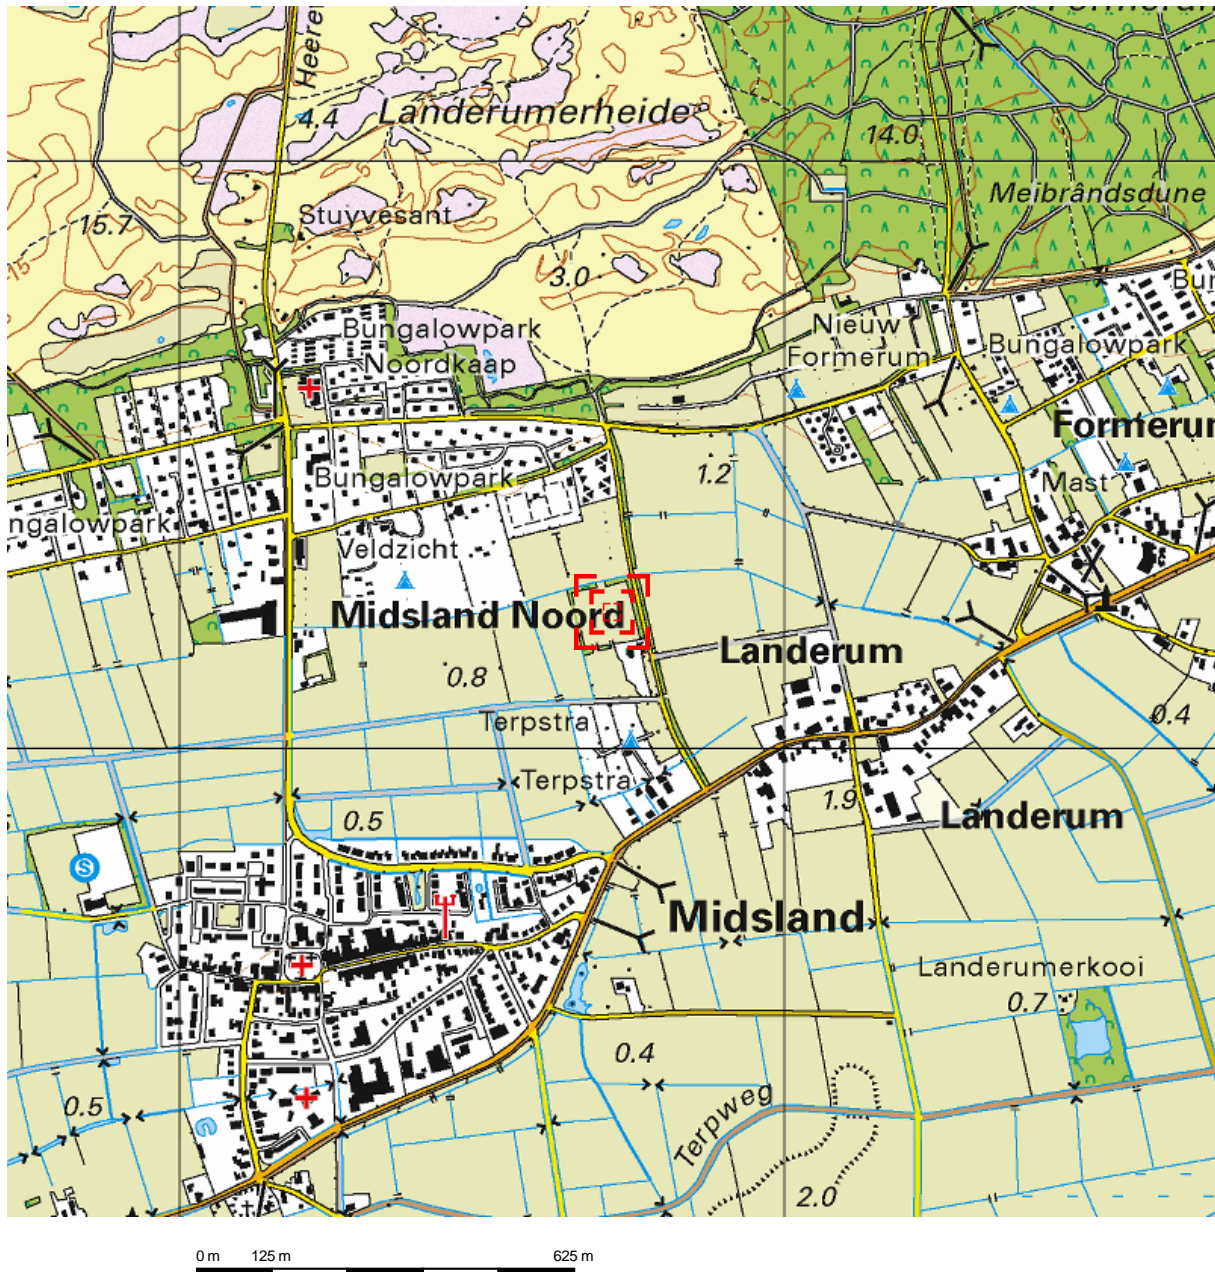 Heeren
4.4
Landerumerheide
14.0
Meibrândsdune
Stuyvesant
15.7
15
3.0
Bungalowpark
Noordkaap
Nieuw
Formerum
Bungalowpark
1.2
Bungalowpark
Mast
ngalowpark
Veldzicht
Midsland Noord
Landerum
0.8
0.4
Terpstra
Terpstra
1.9
0.5
Landerum
S
Midsland
Landerumerkooi
0.7
0.4
0.5
Terpweg
2.0
0 m 125 m 625 m